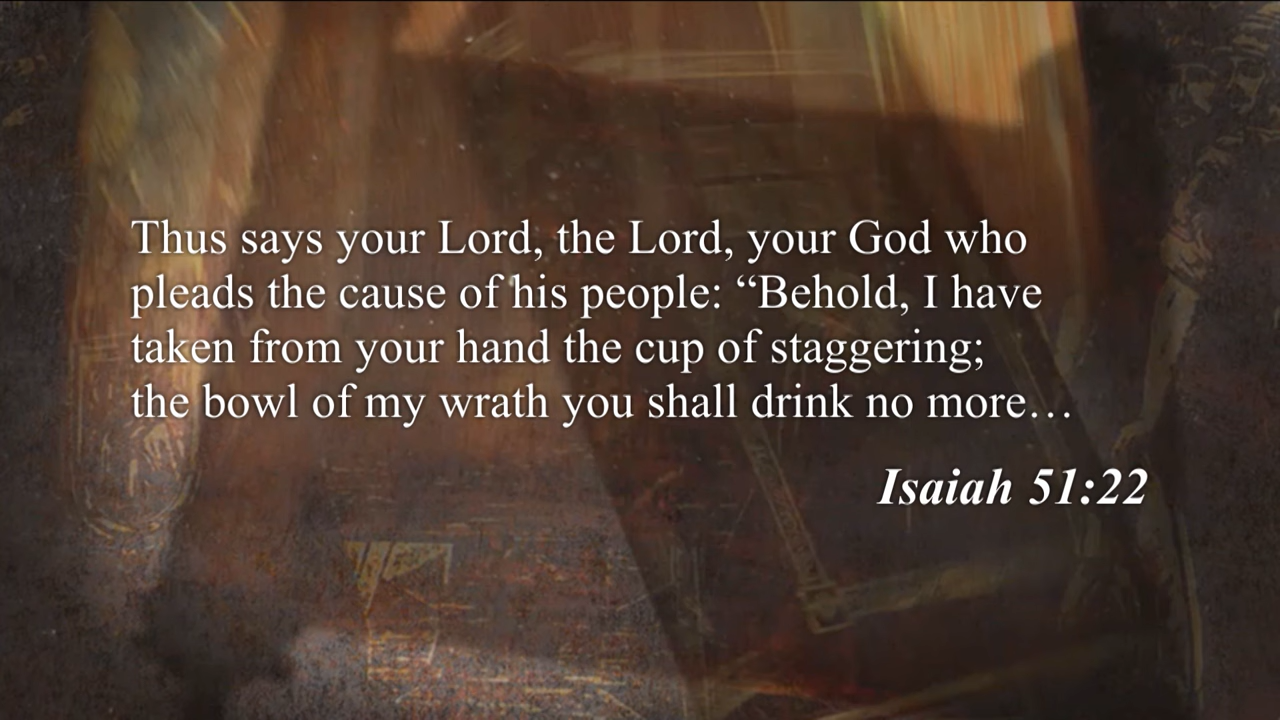 Thus says your Lord, the Lord, your God who
pleads the cause of his people: “Behold, I have
taken from your hand the cup of staggering;
the bowl of my wrath you shall drink no more…
Isaiah 51:22